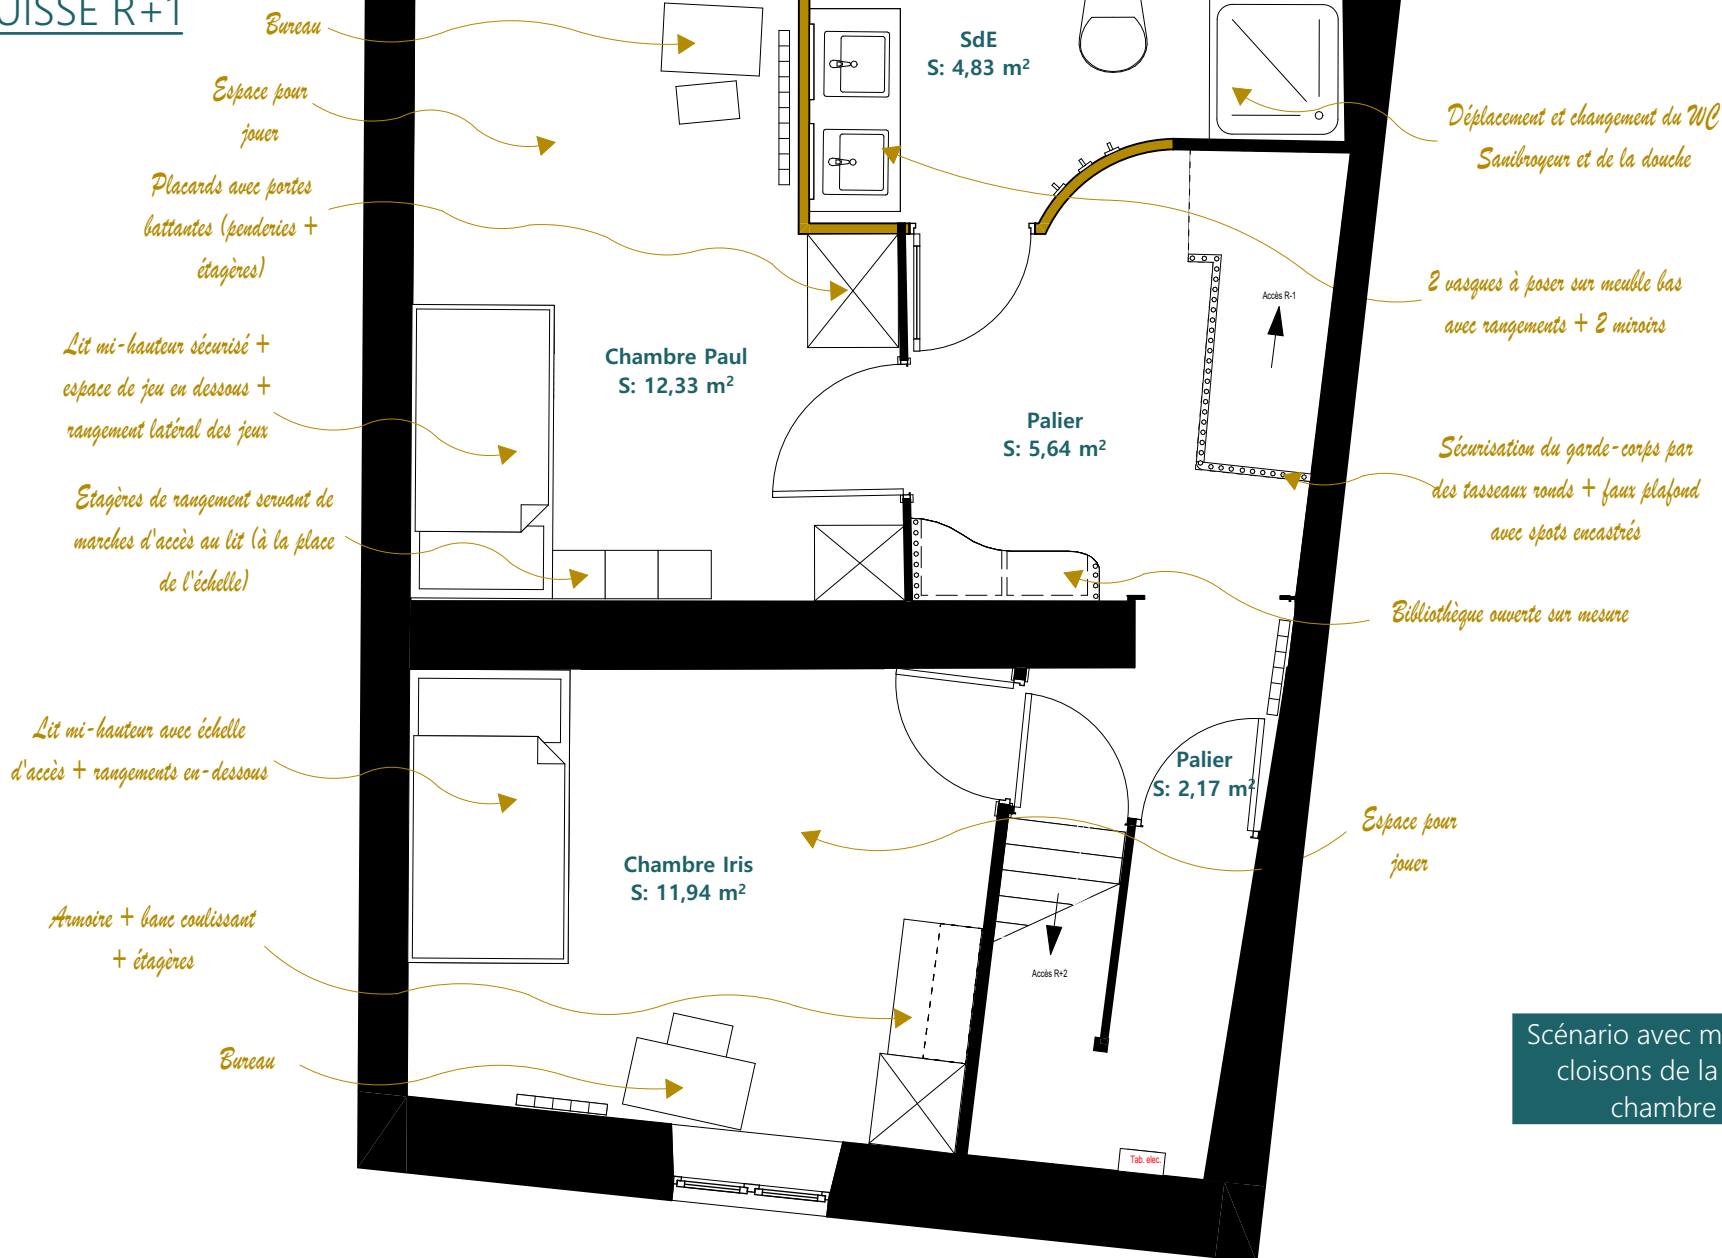 UISSE R+1
Bureau
Espace pour
jouer
Placards avec portes
battantes (penderies +
étagères)
Lit mi-hauteur sécurisé +
espace de jeu en dessous +
rangement latéral des jeux
Etagères de rangement servant de
marches d'accès au lit (à la place
de l'échelle)
Lit mi-hauteur avec échelle
d'accès + rangements en-dessous
Armoire + banc coulissant
+ étagères
Bureau
SdE
S: 4,83 m²
Chambre Paul
S: 12,33 m²
Palier
S: 5,64 m²
Accès R-1
Palier
S: 2,17 m²
Chambre Iris
S: 11,94 m²
Accès R+2
Tab. elec.
Déplacement et changement du WC
Sanibroyeur et de la douche
2 vasques à poser sur meuble bas
avec rangements + 2 miroirs
Sécurisation du garde-corps par
des tasseaux ronds + faux plafond
avec spots encastrés
Bibliothèque ouverte sur mesure
Espace pour
jouer
Scénario avec m
cloisons de la
chambre